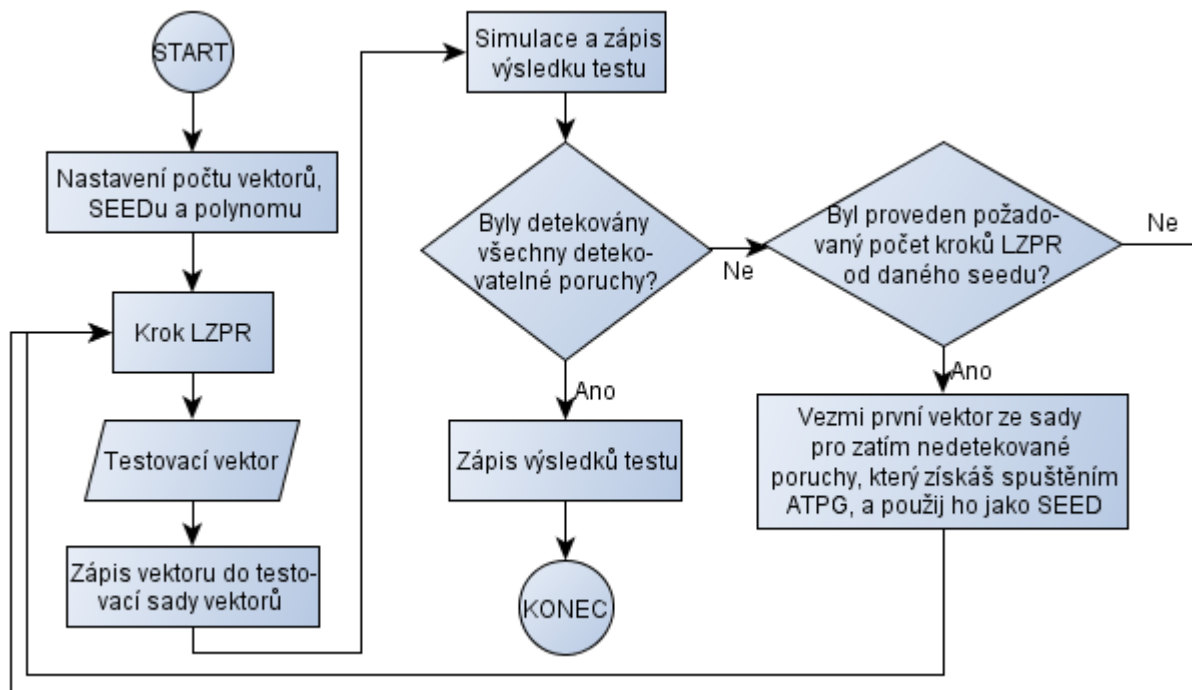 START
Nastavení počtu vektorů,
SEEDu a polynomu
Krok LZPR
Testovací vektor
Zápis vektoru do testo-
vací sady vektorů
Simulace a zápis
výsledku testu
Byly detekovány
všechny deteko-
vatelné poruchy?
Ne
Ano
Zápis výsledků testu
KONEC
Byl proveden požado-
vaný počet kroků LZPR
od daného seedu?
Ne
Ano
Vezmi první vektor ze sady
pro zatím nedetekované
poruchy, který získáš spuštěním
ATPG, a použij ho jako SEED